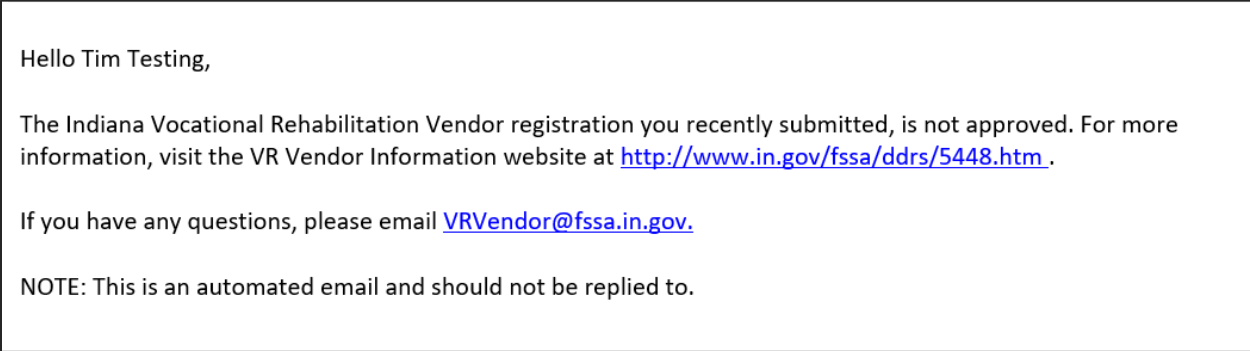 Hello Tim Testing,
The Indiana Vocational Rehabilitation Vendor registration you recently submitted, is not approved. For more
information, visit the VR Vendor Information website at http://www.in.gov/fssa/ddrs/5448.htm .
If you have any questions, please email VRVendor@fssa.in.gov.
NOTE: This is an automated email and should not be replied to.